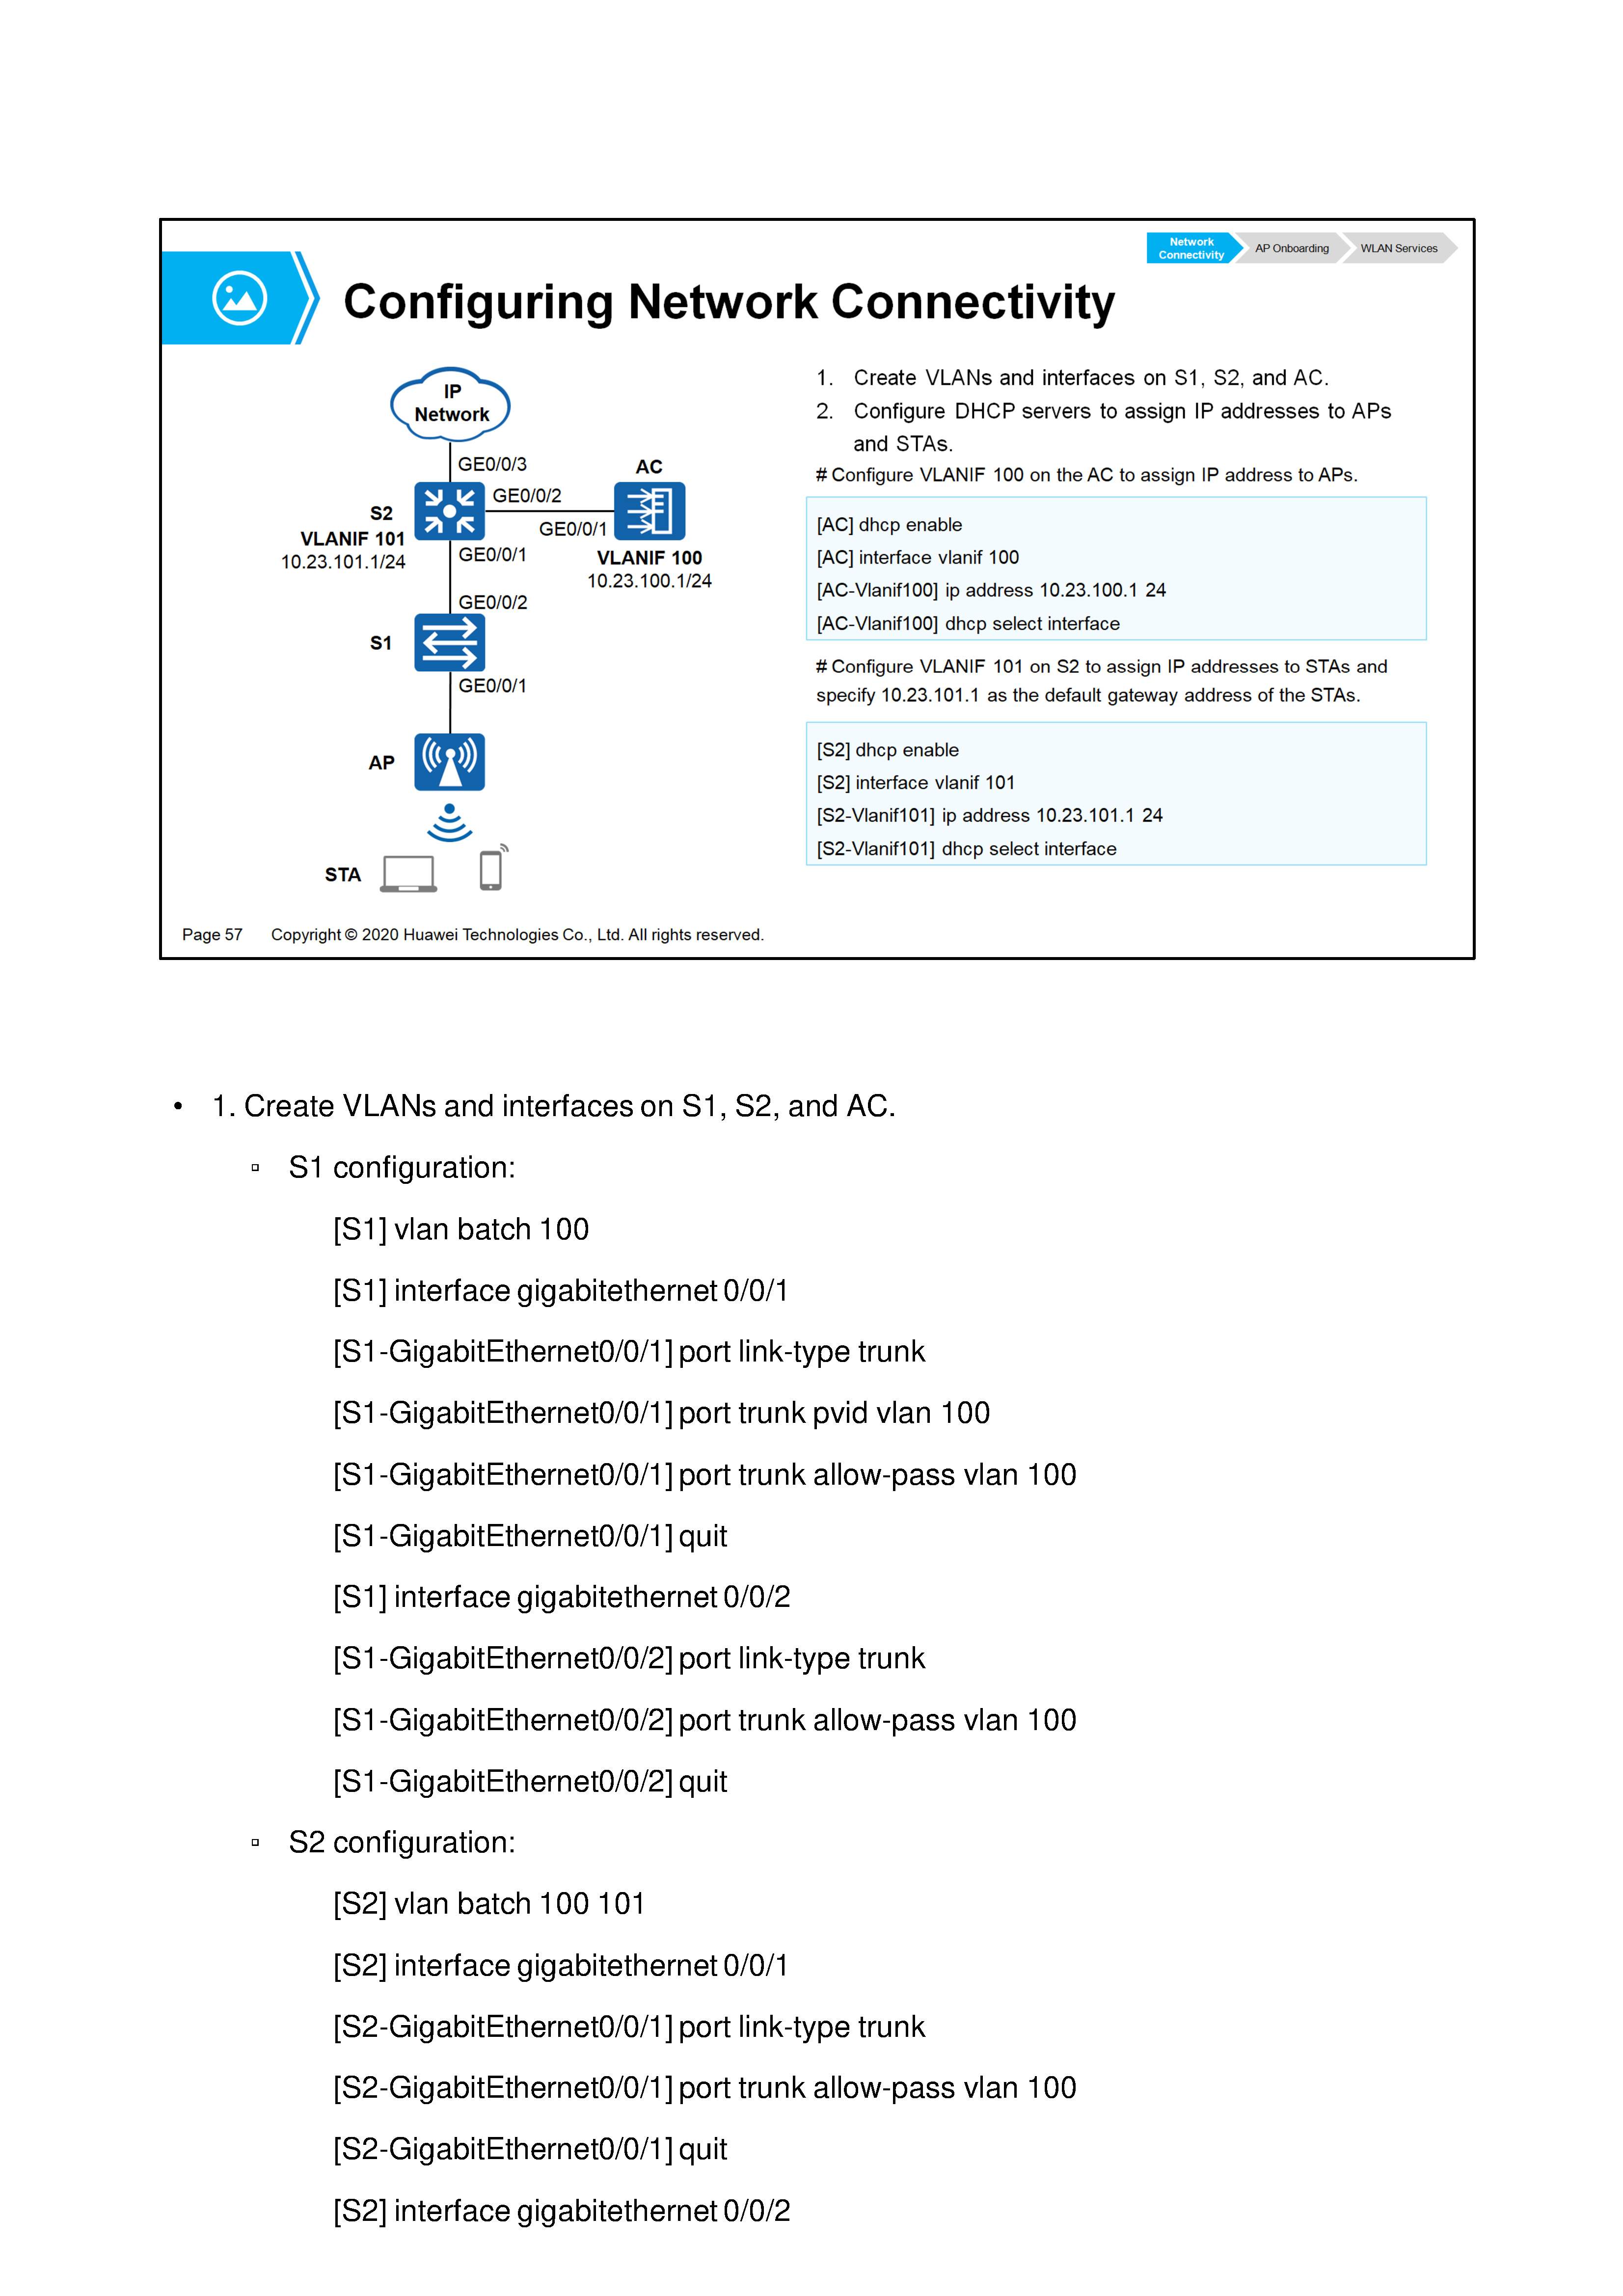 Network
Connectivity
AP Onboarding
WLAN Services
Configuring Network Connectivity
IP
Network
GE0/0/3
AC
GE0/0/2
S2
GE0/0/1
VLANIF 101
10.23.101.1/24
GE0/0/1
VLANIF 100
10.23.100.1/24
GE0/0/2
S1
GE0/0/1
AP
STA
1. Create VLANs and interfaces on S1, S2, and AC.
2. Configure DHCP servers to assign IP addresses to APs
and STAs.
# Configure VLANIF 100 on the AC to assign IP address to APs.
[AC] dhcp enable
[AC] interface vlanif 100
[AC-Vlanif100] ip address 10.23.100.1 24
[AC-Vlanif100] dhcp select interface
# Configure VLANIF 101 on S2 to assign IP addresses to STAs and
specify 10.23.101.1 as the default gateway address of the STAs.
[S2] dhcp enable
[S2] interface vlanif 101
[S2-Vlanif101] ip address 10.23.101.1 24
[S2-Vlanif101] dhcp select interface
Page 57 Copyright © 2020 Huawei Technologies Co., Ltd. All rights reserved.
• 1. Create VLANs and interfaces on S1, S2, and AC.
▫ S1 configuration:
[S1] vlan batch 100
[S1] interface gigabitethernet 0/0/1
[S1-GigabitEthernet0/0/1] port link-type trunk
[S1-GigabitEthernet0/0/1] port trunk pvid vlan 100
[S1-GigabitEthernet0/0/1] port trunk allow-pass vlan 100
[S1-GigabitEthernet0/0/1] quit
[S1] interface gigabitethernet 0/0/2
[S1-GigabitEthernet0/0/2] port link-type trunk
[S1-GigabitEthernet0/0/2] port trunk allow-pass vlan 100
[S1-GigabitEthernet0/0/2] quit
▫ S2 configuration:
[S2] vlan batch 100 101
[S2] interface gigabitethernet 0/0/1
[S2-GigabitEthernet0/0/1] port link-type trunk
[S2-GigabitEthernet0/0/1] port trunk allow-pass vlan 100
[S2-GigabitEthernet0/0/1] quit
[S2] interface gigabitethernet 0/0/2